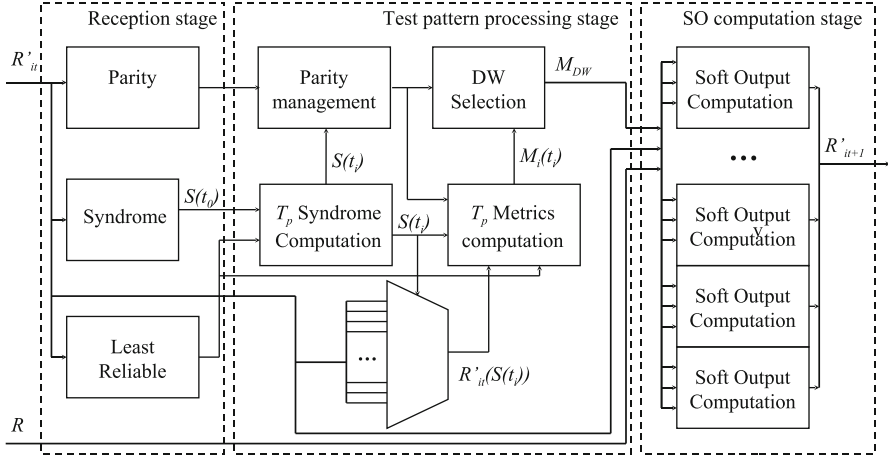 Reception stage
Test pattern processing stage
SO computation stage
R'it
Parity
Parity
management
DW
Selection
MDW
Soft Output
Computation
...
R'it+1
S(ti)
Mi(ti)
Syndrome
S(t0)
Tp Syndrome
Computation
S(ti)
Tp Metrics
computation
Soft Output
Computation
v
Soft Output
Computation
Least
Reliable
...
R'it(S(ti))
Soft Output
Computation
R